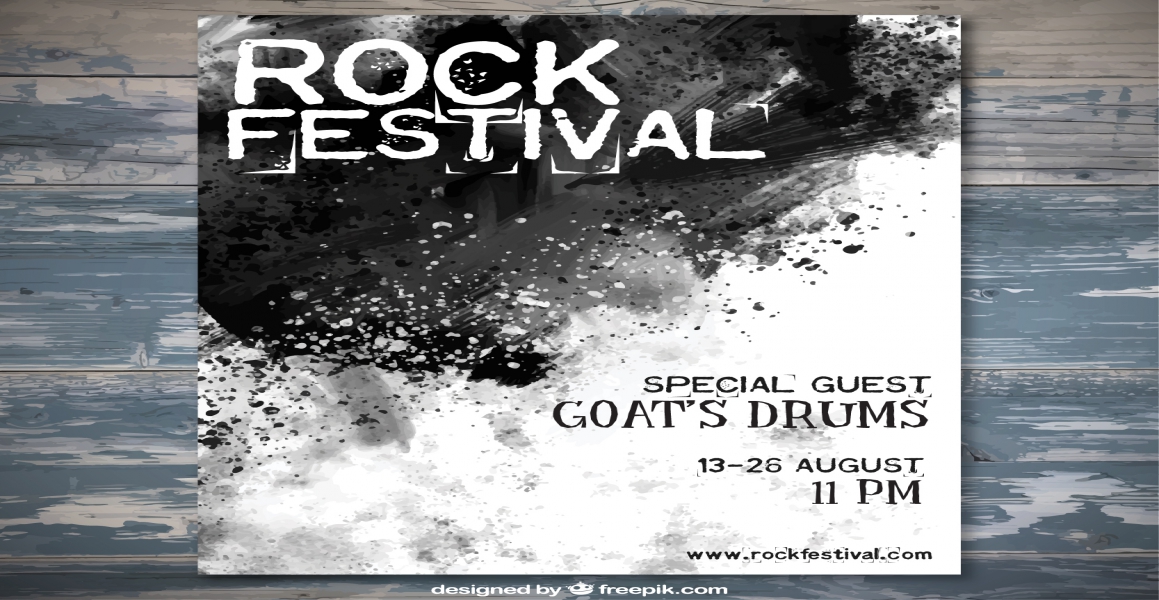 ROCK
FESTIVAL
SPECIAL GUEST
GOAT'S DRUMS
13-26 AUGUST
11 PM
www.rockfestival.com
designed by freepik.com